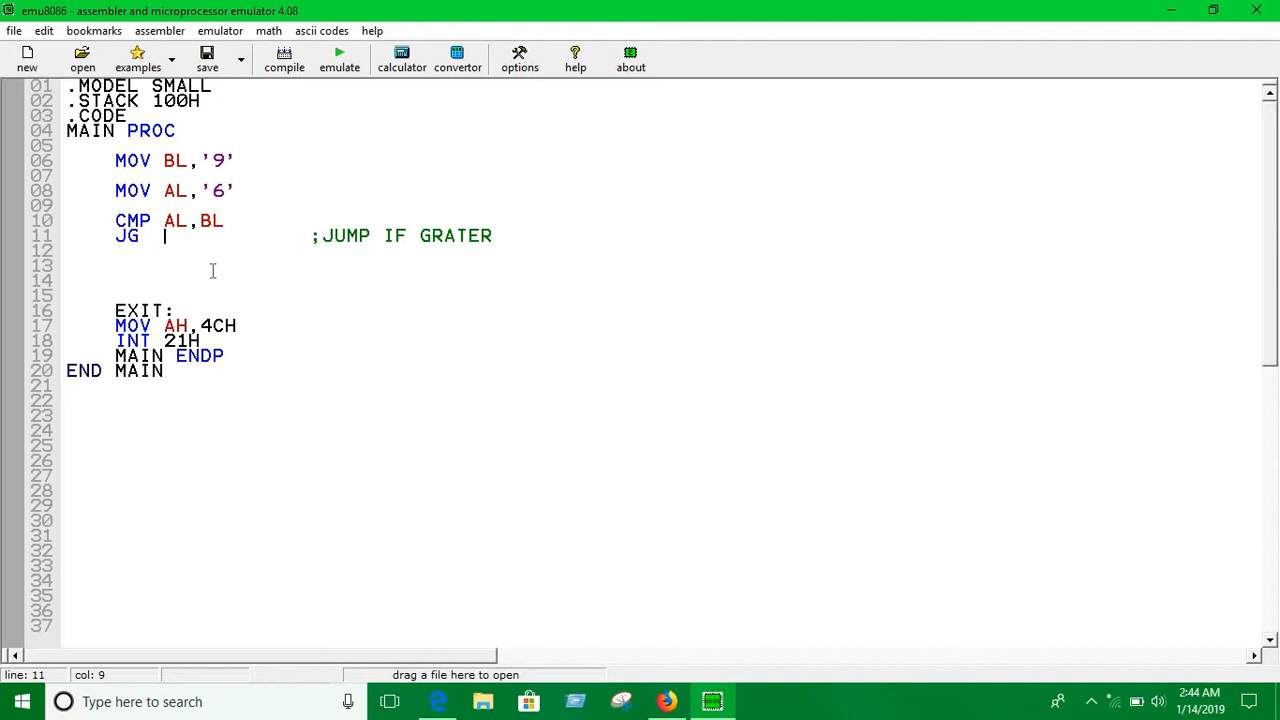 emu8086 - assembler and microprocessor emulator 4.08
file edit bookmarks assembler emulator math ascii codes help
new open examples save compile emulate calculator convertor options help about
01 .MODEL SMALL
02 .STACK 100H
03 .CODE
04 MAIN PROC
05
06 MOV BL,'9'
07
08 MOV AL,'6'
09
10 CMP AL,BL
11 JG ;JUMP IF GRATER
12
13
14
15
16 EXIT:
17 MOV AH,4CH
18 INT 21H
19 MAIN ENDP
20 END MAIN
21
22
23
24
25
26
27
28
29
30
31
32
33
34
35
36
37
line: 11 col: 9 drag a file here to open
Type here to search
2:44 AM
1/14/2019